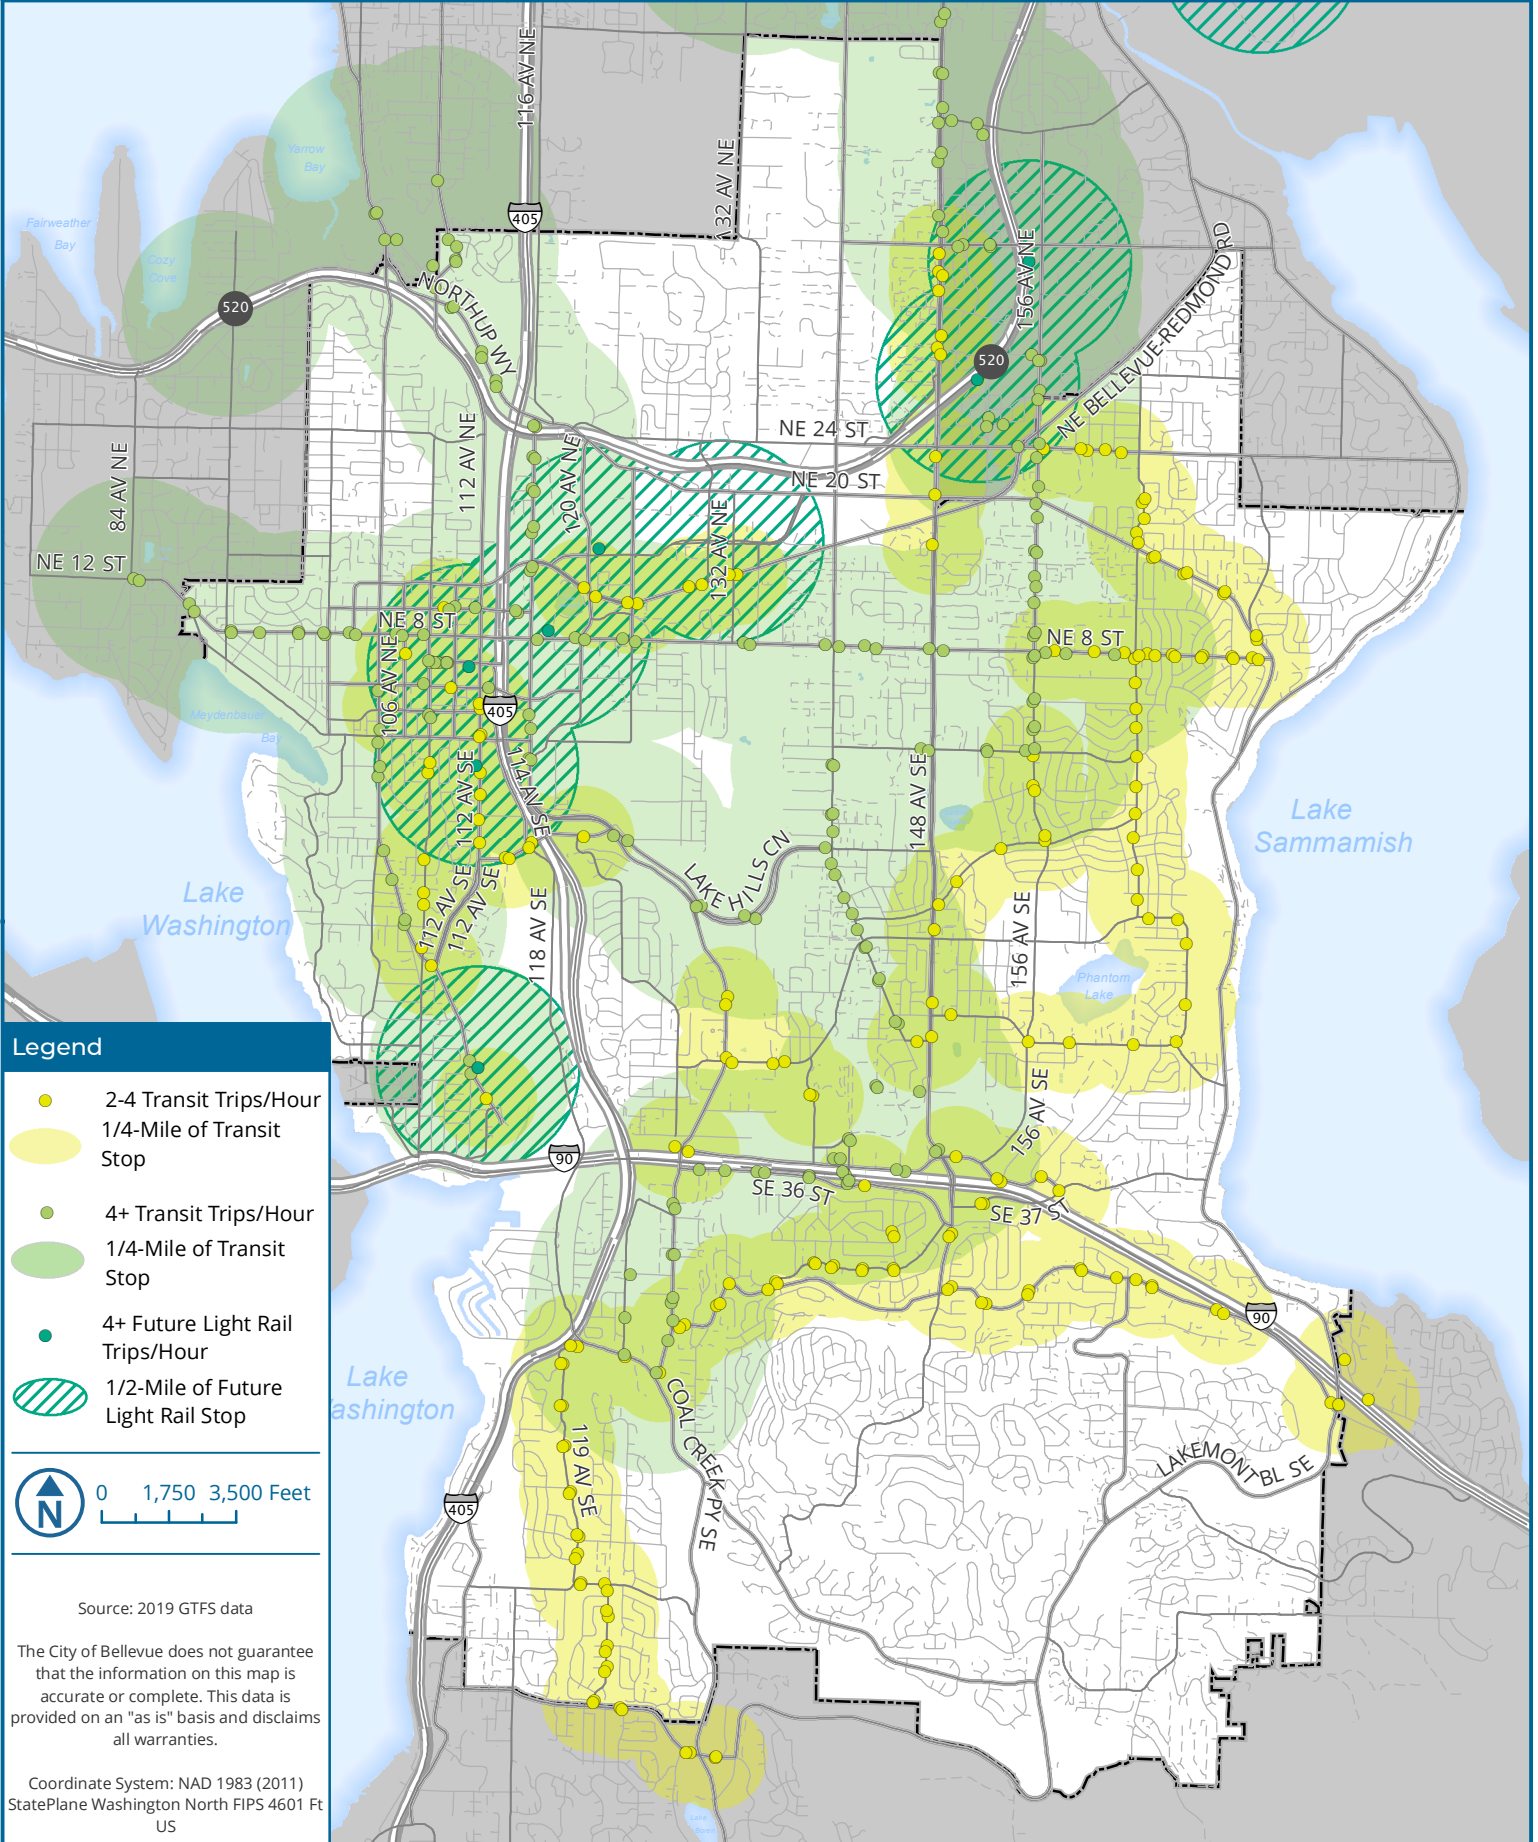 116 AV NE
Yarrow
Bay
132 AV NE
405
Fairweather
Bay
Cozy
Cove
156 AV NE
NE BELLEVUE-REDMOND RD
NORTHUP WY
520
520
NE 24 ST
112 AV NE
84 AV NE
120 AV NE
NE 20 ST
132 AV NE
NE 12 ST
NE 8 ST
NE 8 ST
106 AV NE
Meydenbauer
Bay
405
112 AV SE
114 AV SE
148 AV SE
Lake
Sammamish
LAKE HILLS CN
Lake
Washington
112 AV SE
112 AV SE
118 AV SE
156 AV SE
Phantom
Lake
156 AV SE
90
SE 36 ST
SE 37 ST
90
Lake
ashington
COAL CREEK PY SE
119 AV SE
LAKEMONT BL SE
405
Legend
2-4 Transit Trips/Hour
1/4-Mile of Transit
Stop
4+ Transit Trips/Hour
1/4-Mile of Transit
Stop
4+ Future Light Rail
Trips/Hour
1/2-Mile of Future
Light Rail Stop
N
0 1,750 3,500 Feet
Source: 2019 GTFS data
The City of Bellevue does not guarantee
that the information on this map is
accurate or complete. This data is
provided on an "as is" basis and disclaims
all warranties.
Coordinate System: NAD 1983 (2011)
StatePlane Washington North FIPS 4601 Ft
US
Lake